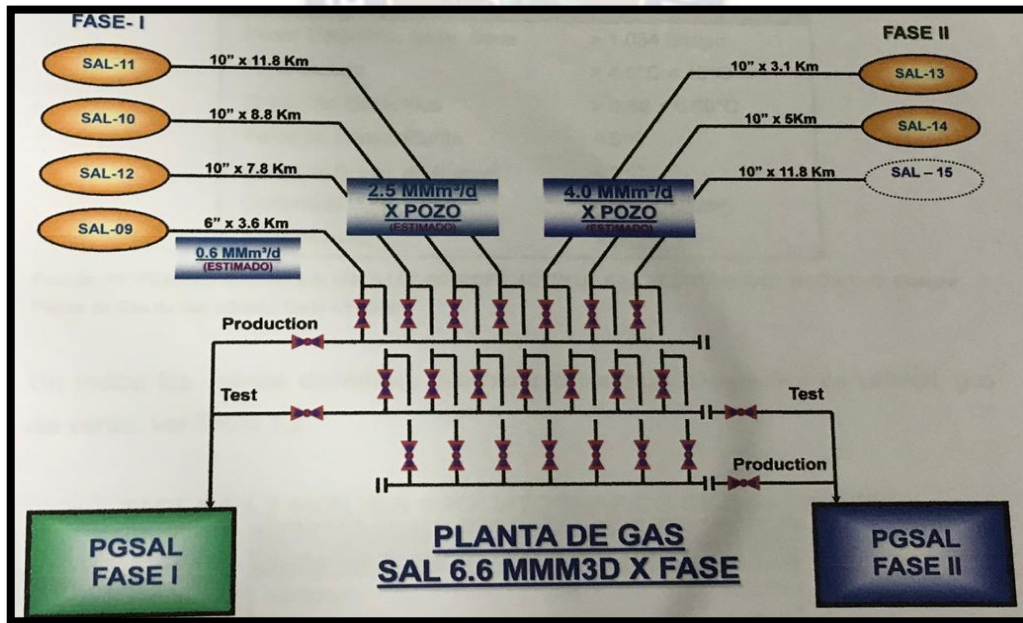 FASE- I
FASE II
SAL-11
10" x 11.8 Km
10" x 3.1 Km
SAL-13
SAL-10
10" x 8.8 Km
10" x 5Km
SAL-14
SAL-12
10" x 7.8 Km
2.5 MMm³/d
X POZO
(ESTIMADO)
4.0 MMm³/d
X POZO
(ESTIMADO)
10" x 11.8 Km
SAL – 15
SAL-09
6" x 3.6 Km
0.6 MMm³/d
(ESTIMADO)
Production
Test
Test
Production
PGSAL
FASE I
PLANTA DE GAS
SAL 6.6 MMM3D X FASE
PGSAL
FASE II